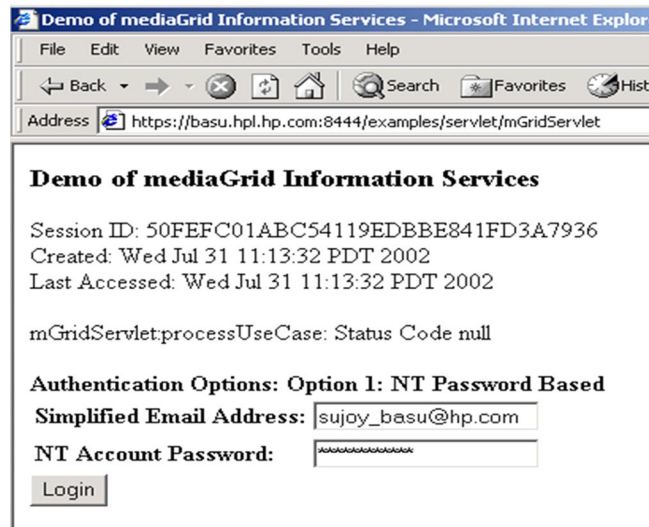 Demo of mediaGrid Information Services - Microsoft Internet Explor
File Edit View Favorites Tools Help
Back Search Favorites Hist
Address https://basu.hpl.hp.com:8444/examples/servlet/mGridServlet
Demo of mediaGrid Information Services
Session ID: 50FEFC01ABC54119EDBBE841FD3A7936
Created: Wed Jul 31 11:13:32 PDT 2002
Last Accessed: Wed Jul 31 11:13:32 PDT 2002
mGridServlet:processUseCase: Status Code null
Authentication Options: Option 1: NT Password Based
Simplified Email Address: sujoy_basu@hp.com
NT Account Password: *************
Login